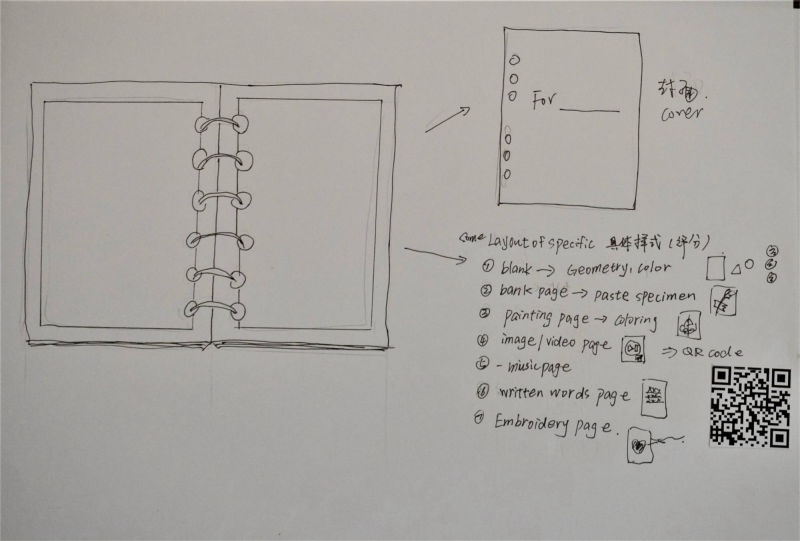 For
封面.
cover
some Layout of specific 具体样式 (部分)
① blank → Geometry, color
② bank page → paste specimen
③ painting page → coloring
④ image/video page ⇒ QR code
⑤ - music page
⑥ written words page
⑦ Embroidery page.